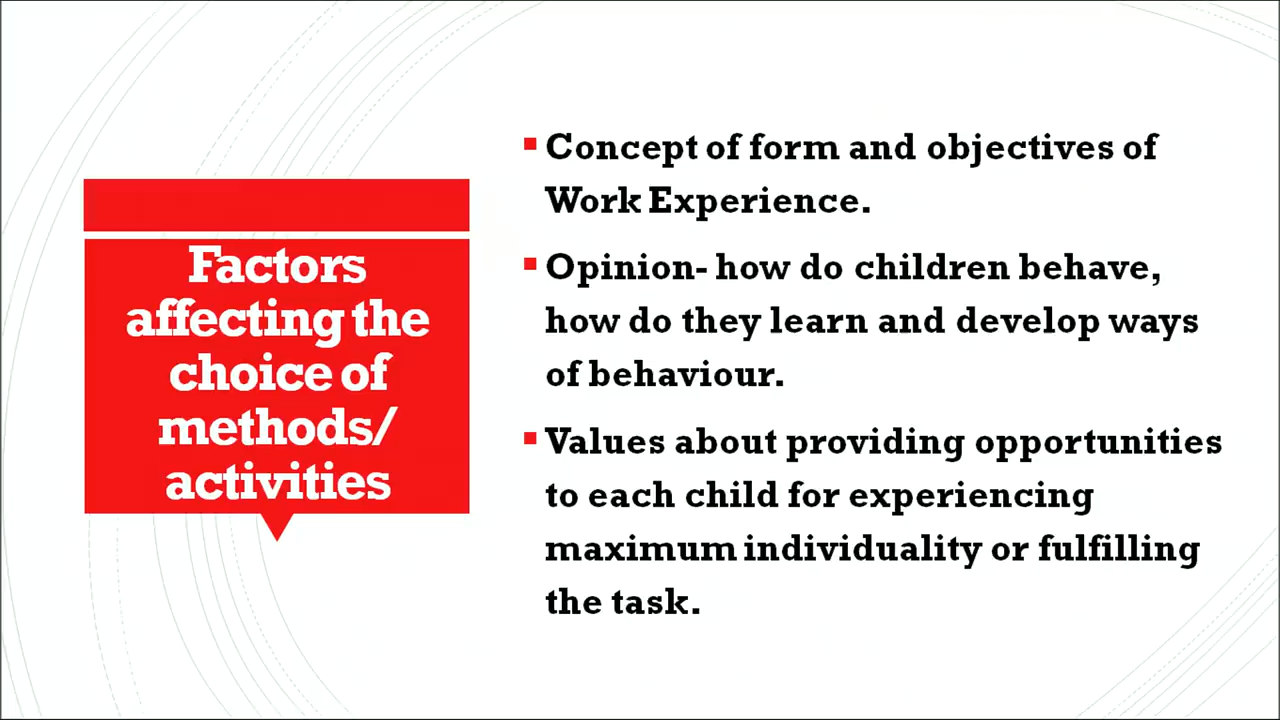 Factors
affecting the
choice of
methods/
activities
Concept of form and objectives of
Work Experience.
Opinion- how do children behave,
how do they learn and develop ways
of behaviour.
Values about providing opportunities
to each child for experiencing
maximum individuality or fulfilling
the task.